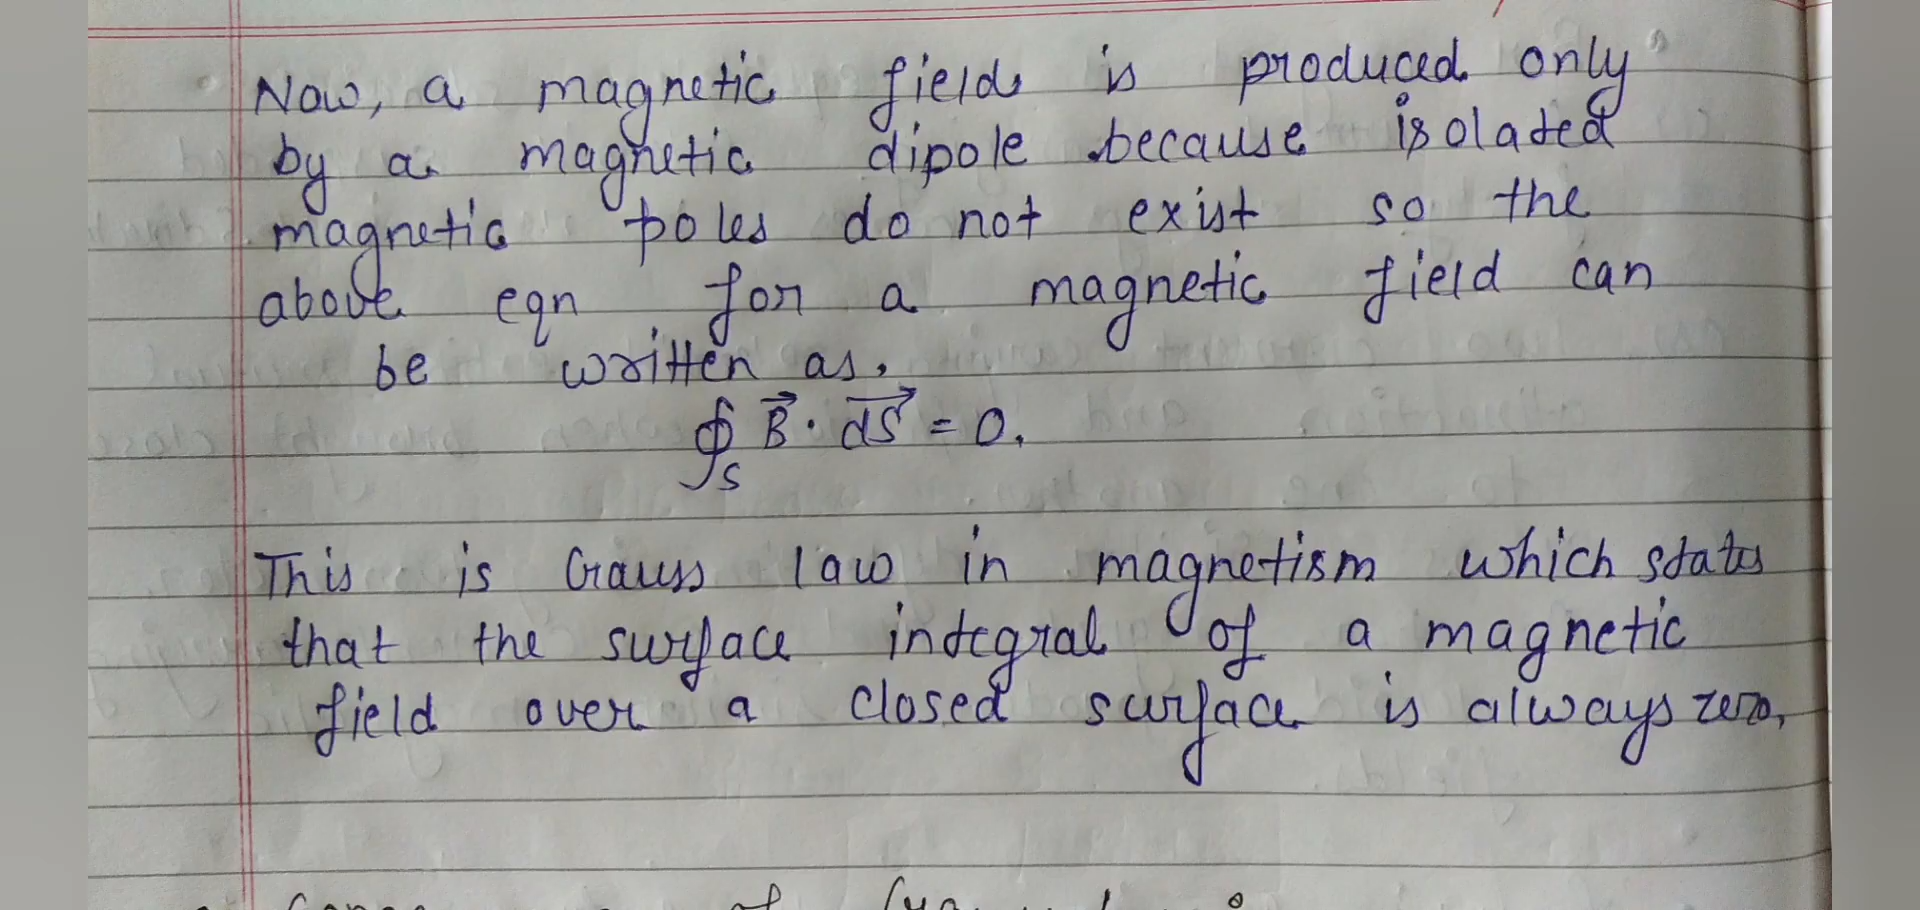 Now, a magnetic field is produced only
by a magnetic dipole because isolated
magnetic poles do not exist so the
above eqn for a magnetic field can
be written as,
∮_S B⃗ · dS⃗ = 0.
This is Gauss law in magnetism which states
that the surface integral of a magnetic
field over a closed surface is always zero,
of